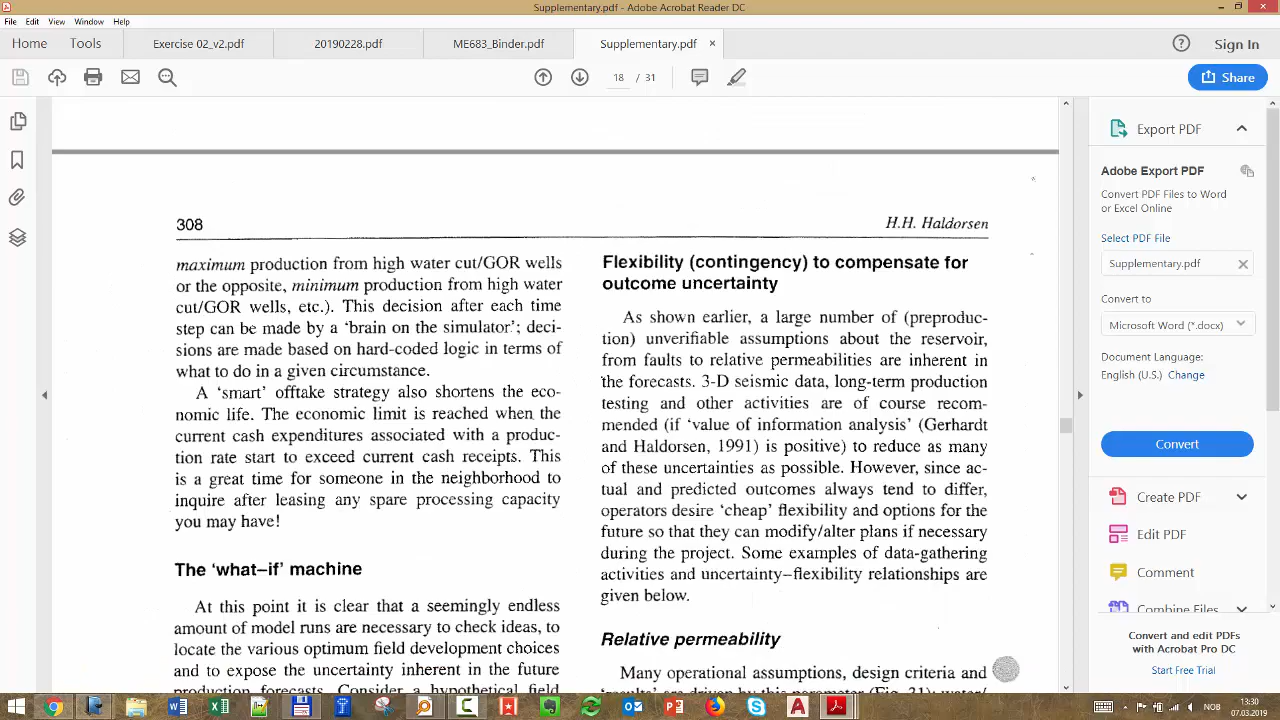 Supplementary.pdf - Adobe Acrobat Reader DC
File Edit View Window Help
Home Tools Exercise 02_v2.pdf 20190228.pdf ME683_Binder.pdf Supplementary.pdf × Sign In
18 / 31 Share
308 H.H. Haldorsen
maximum production from high water cut/GOR wells
or the opposite, minimum production from high water
cut/GOR wells, etc.). This decision after each time
step can be made by a 'brain on the simulator'; deci-
sions are made based on hard-coded logic in terms of
what to do in a given circumstance.
A 'smart' offtake strategy also shortens the eco-
nomic life. The economic limit is reached when the
current cash expenditures associated with a produc-
tion rate start to exceed current cash receipts. This
is a great time for someone in the neighborhood to
inquire after leasing any spare processing capacity
you may have!
The 'what–if' machine
At this point it is clear that a seemingly endless
amount of model runs are necessary to check ideas, to
locate the various optimum field development choices
and to expose the uncertainty inherent in the future
production forecasts. Consider a hypothetical field
Flexibility (contingency) to compensate for
outcome uncertainty
As shown earlier, a large number of (preproduc-
tion) unverifiable assumptions about the reservoir,
from faults to relative permeabilities are inherent in
the forecasts. 3-D seismic data, long-term production
testing and other activities are of course recom-
mended (if 'value of information analysis' (Gerhardt
and Haldorsen, 1991) is positive) to reduce as many
of these uncertainties as possible. However, since ac-
tual and predicted outcomes always tend to differ,
operators desire 'cheap' flexibility and options for the
future so that they can modify/alter plans if necessary
during the project. Some examples of data-gathering
activities and uncertainty–flexibility relationships are
given below.
Relative permeability
Many operational assumptions, design criteria and
'results' are driven by this parameter (Fig. 31): water/
Export PDF
Adobe Export PDF
Convert PDF Files to Word
or Excel Online
Select PDF File
Supplementary.pdf
Convert to
Microsoft Word (*.docx)
Document Language:
English (U.S.) Change
Convert
Create PDF
Edit PDF
Comment
Combine Files
Convert and edit PDFs
with Acrobat Pro DC
Start Free Trial
NOB
13:30
07.03.2019